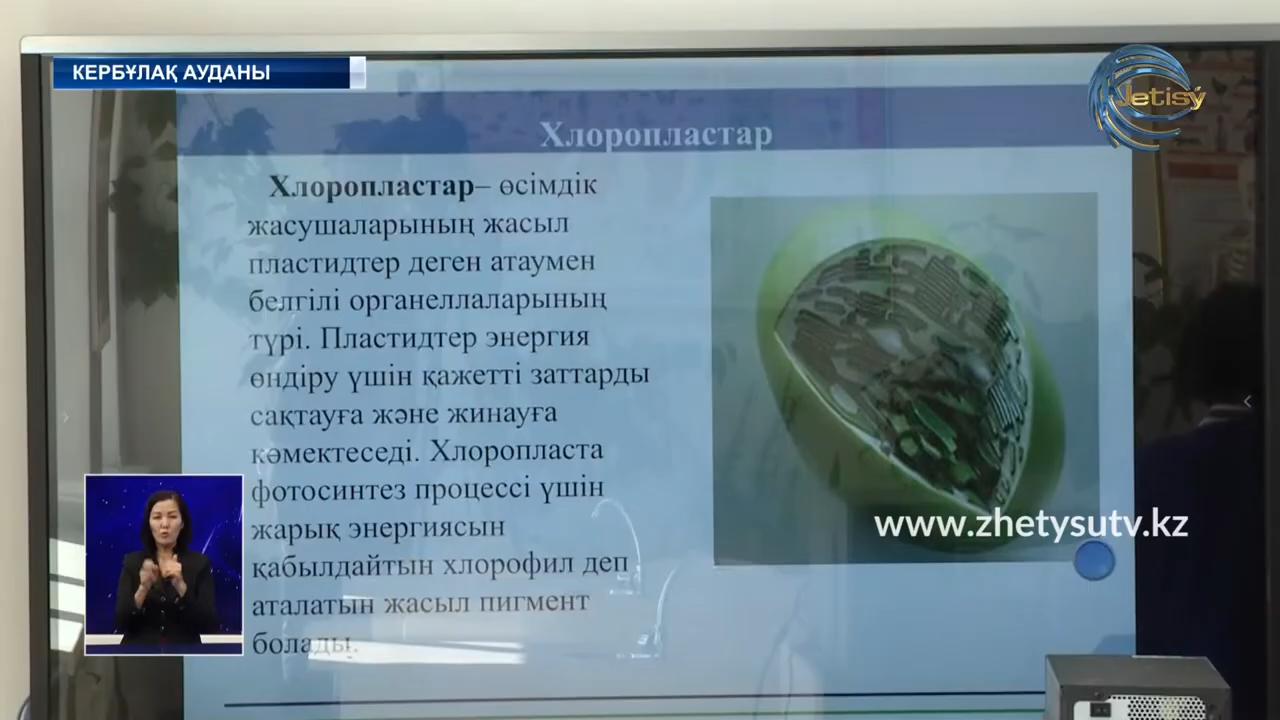 КЕРБҰЛАҚ АУДАНЫ
Jetisý
Хлоропластар
Хлоропластар– өсімдік
жасушаларының жасыл
пластидтер деген атаумен
белгілі органеллаларының
түрі. Пластидтер энергия
өндіру үшін қажетті заттарды
сақтауға және жинауға
көмектеседі. Хлоропласта
фотосинтез процессі үшін
жарық энергиясын
қабылдайтын хлорофил деп
аталатын жасыл пигмент
болады.
www.zhetysutv.kz